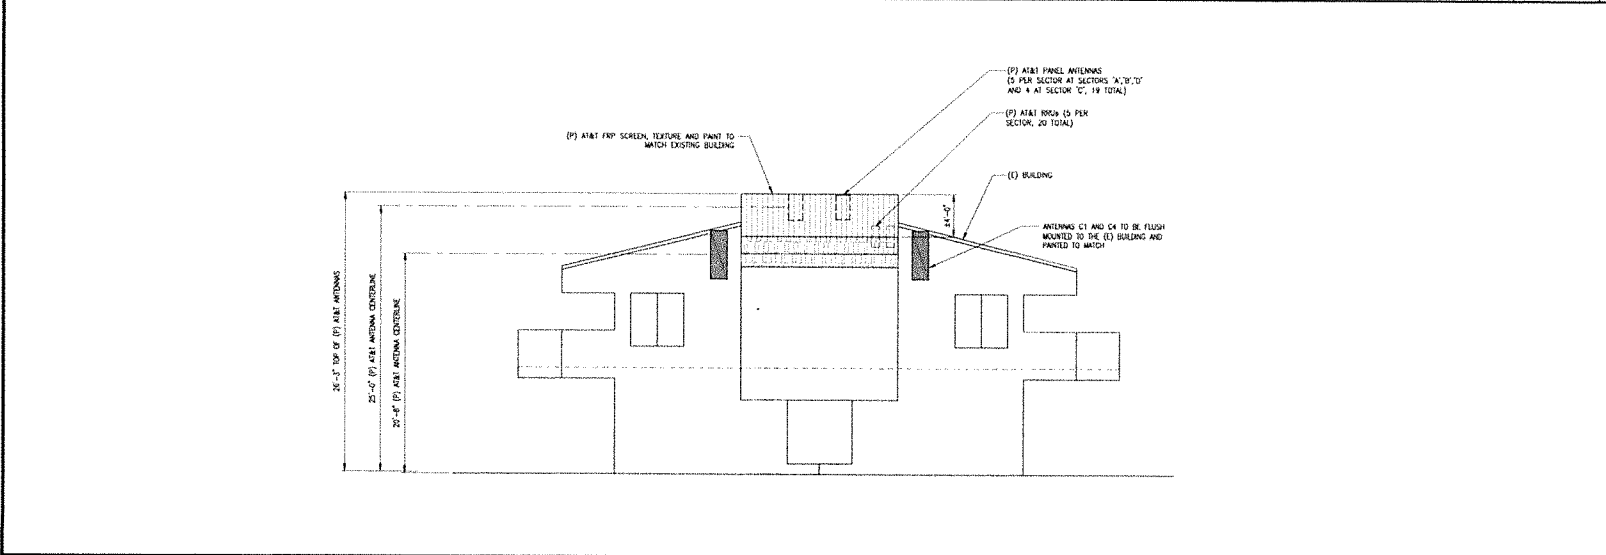 (P) AT&T PANEL ANTENNAS
(5 PER SECTOR AT SECTORS 'A','B','D'
AND 4 AT SECTOR 'C', 19 TOTAL)
(P) AT&T RRUs (5 PER
SECTOR, 20 TOTAL)
(P) AT&T FRP SCREEN, TEXTURE AND PAINT TO
MATCH EXISTING BUILDING
(E) BUILDING
±4'-0"
ANTENNAS C1 AND C4 TO BE FLUSH
MOUNTED TO THE (E) BUILDING AND
PAINTED TO MATCH
26'-3" TOP OF (P) AT&T ANTENNAS
25'-0" (P) AT&T ANTENNA CENTERLINE
20'-8" (P) AT&T ANTENNA CENTERLINE